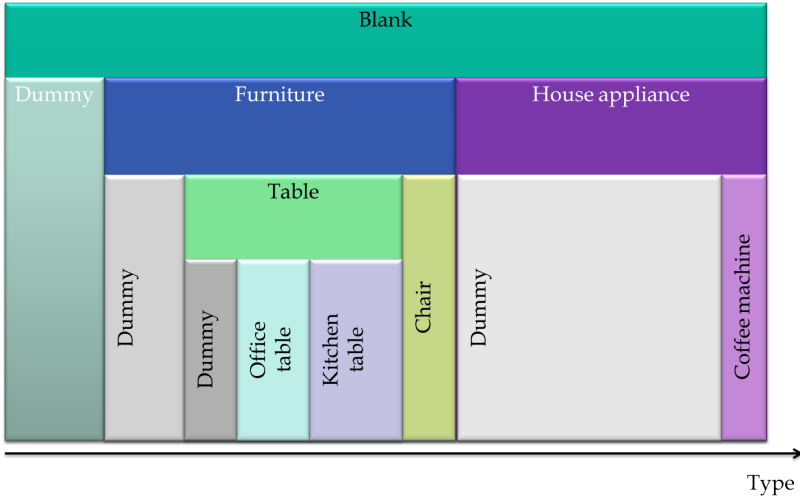 Blank
Dummy
Furniture
House appliance
Table
Dummy
Dummy
Office
table
Kitchen
table
Chair
Dummy
Coffee machine
Type